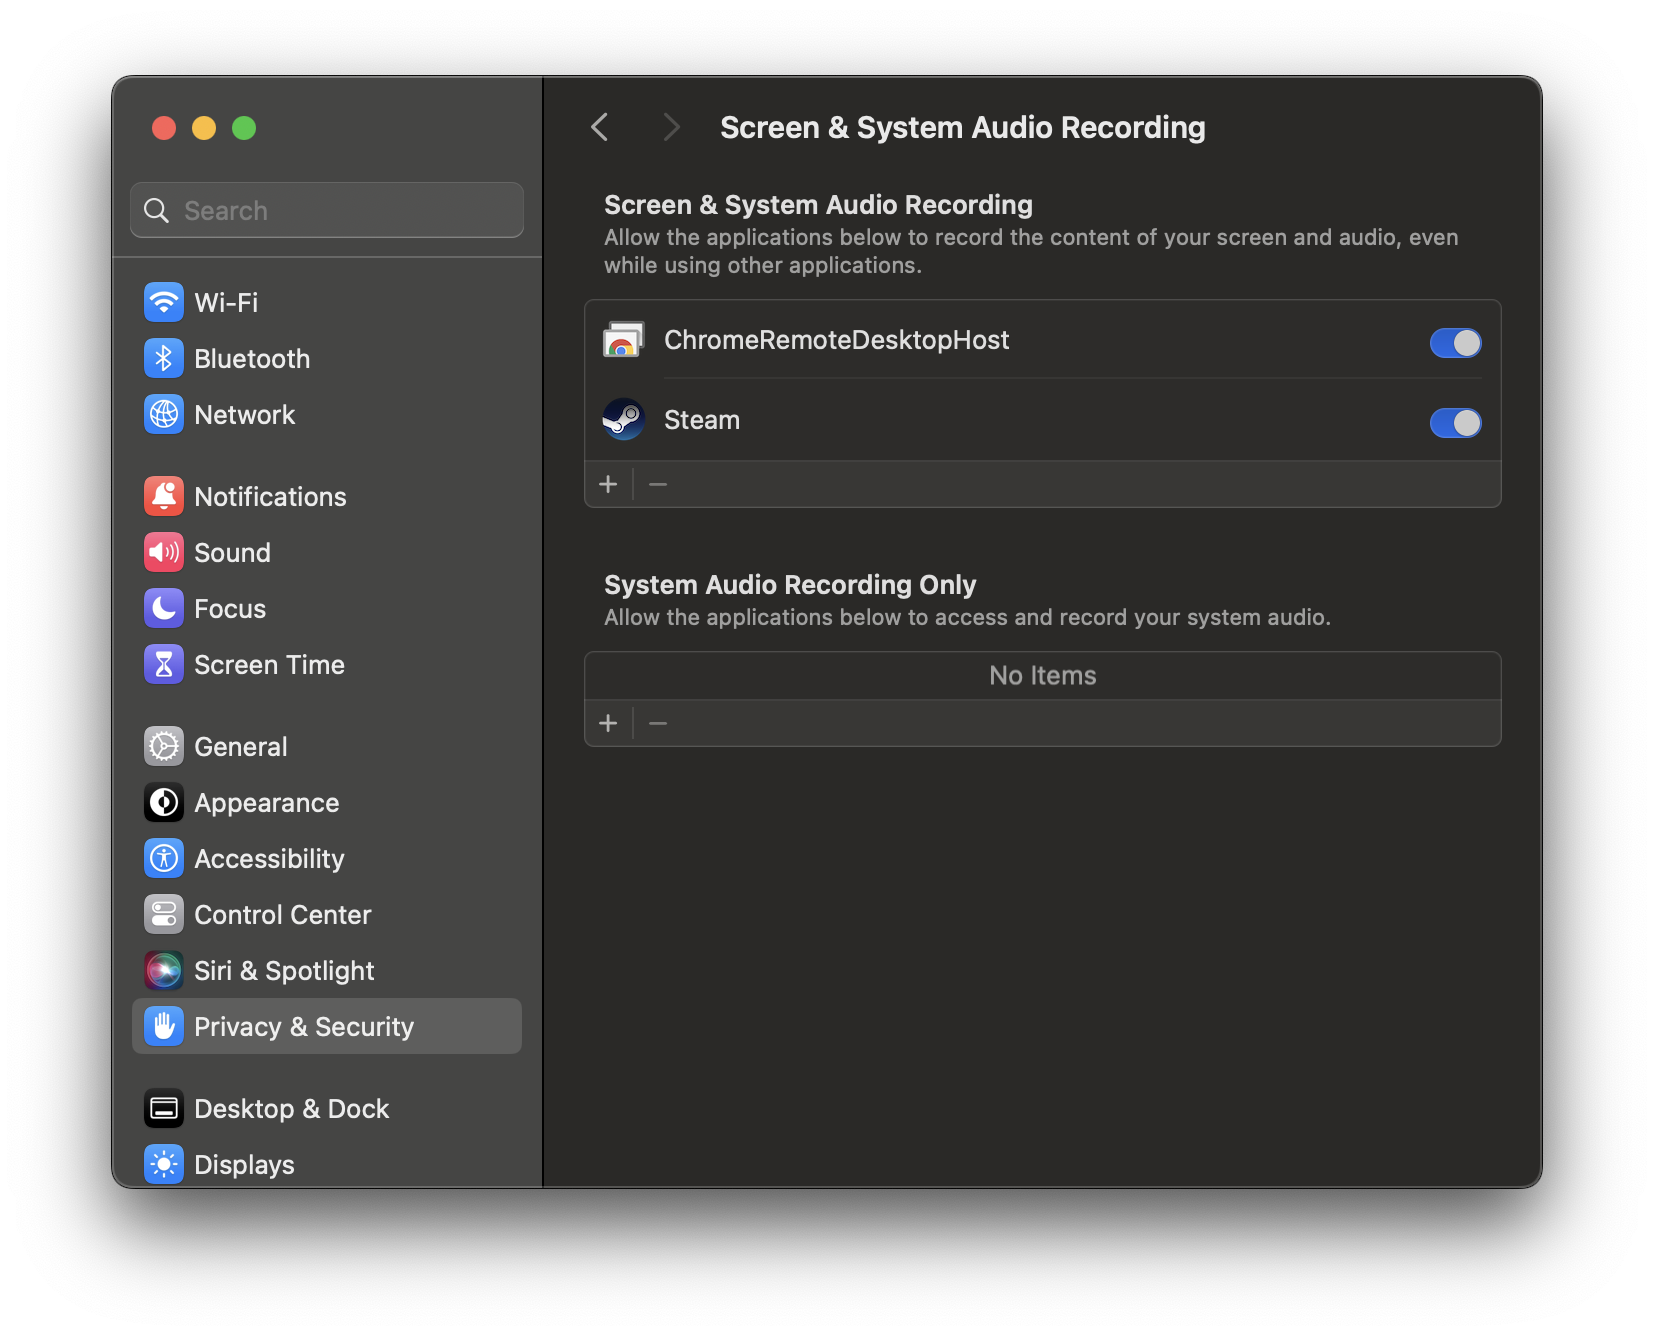 Search
Wi-Fi
Bluetooth
Network
Notifications
Sound
Focus
Screen Time
General
Appearance
Accessibility
Control Center
Siri & Spotlight
Privacy & Security
Desktop & Dock
Displays
Screen & System Audio Recording
Screen & System Audio Recording
Allow the applications below to record the content of your screen and audio, even
while using other applications.
ChromeRemoteDesktopHost
Steam
System Audio Recording Only
Allow the applications below to access and record your system audio.
No Items